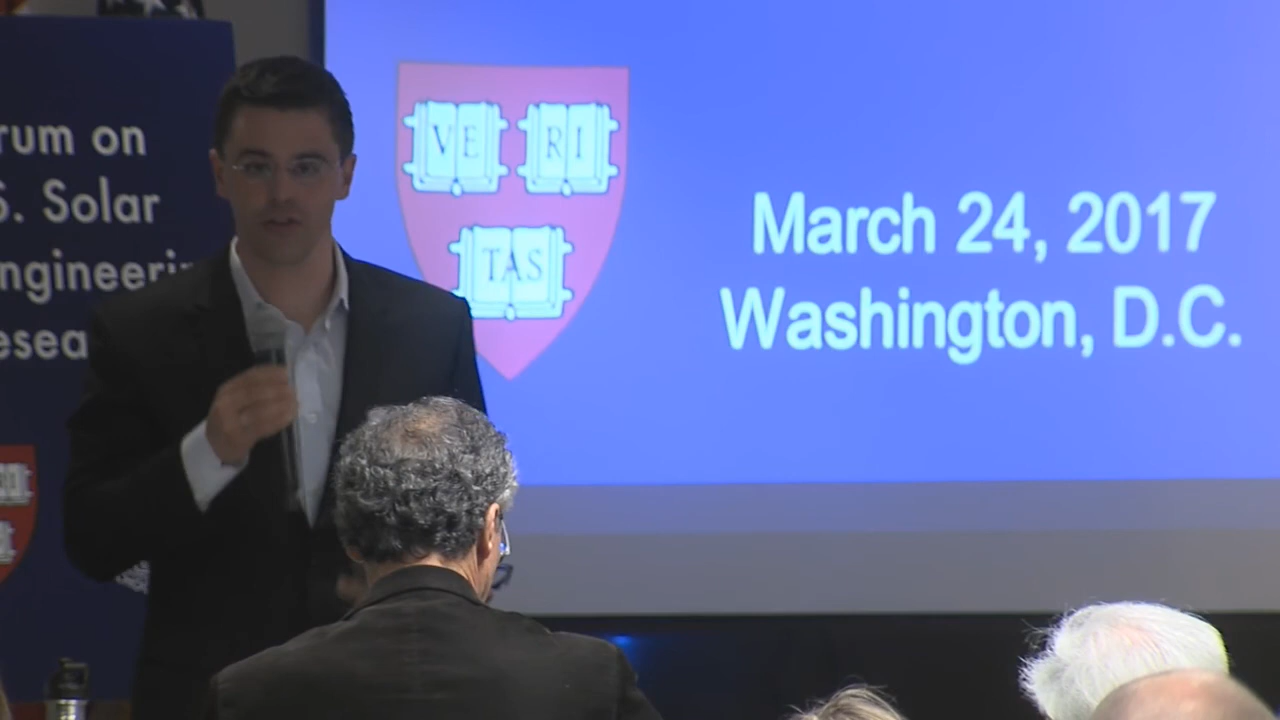 rum on
S. Solar
ngineeri
esea
VE RI
TAS
March 24, 2017
Washington, D.C.